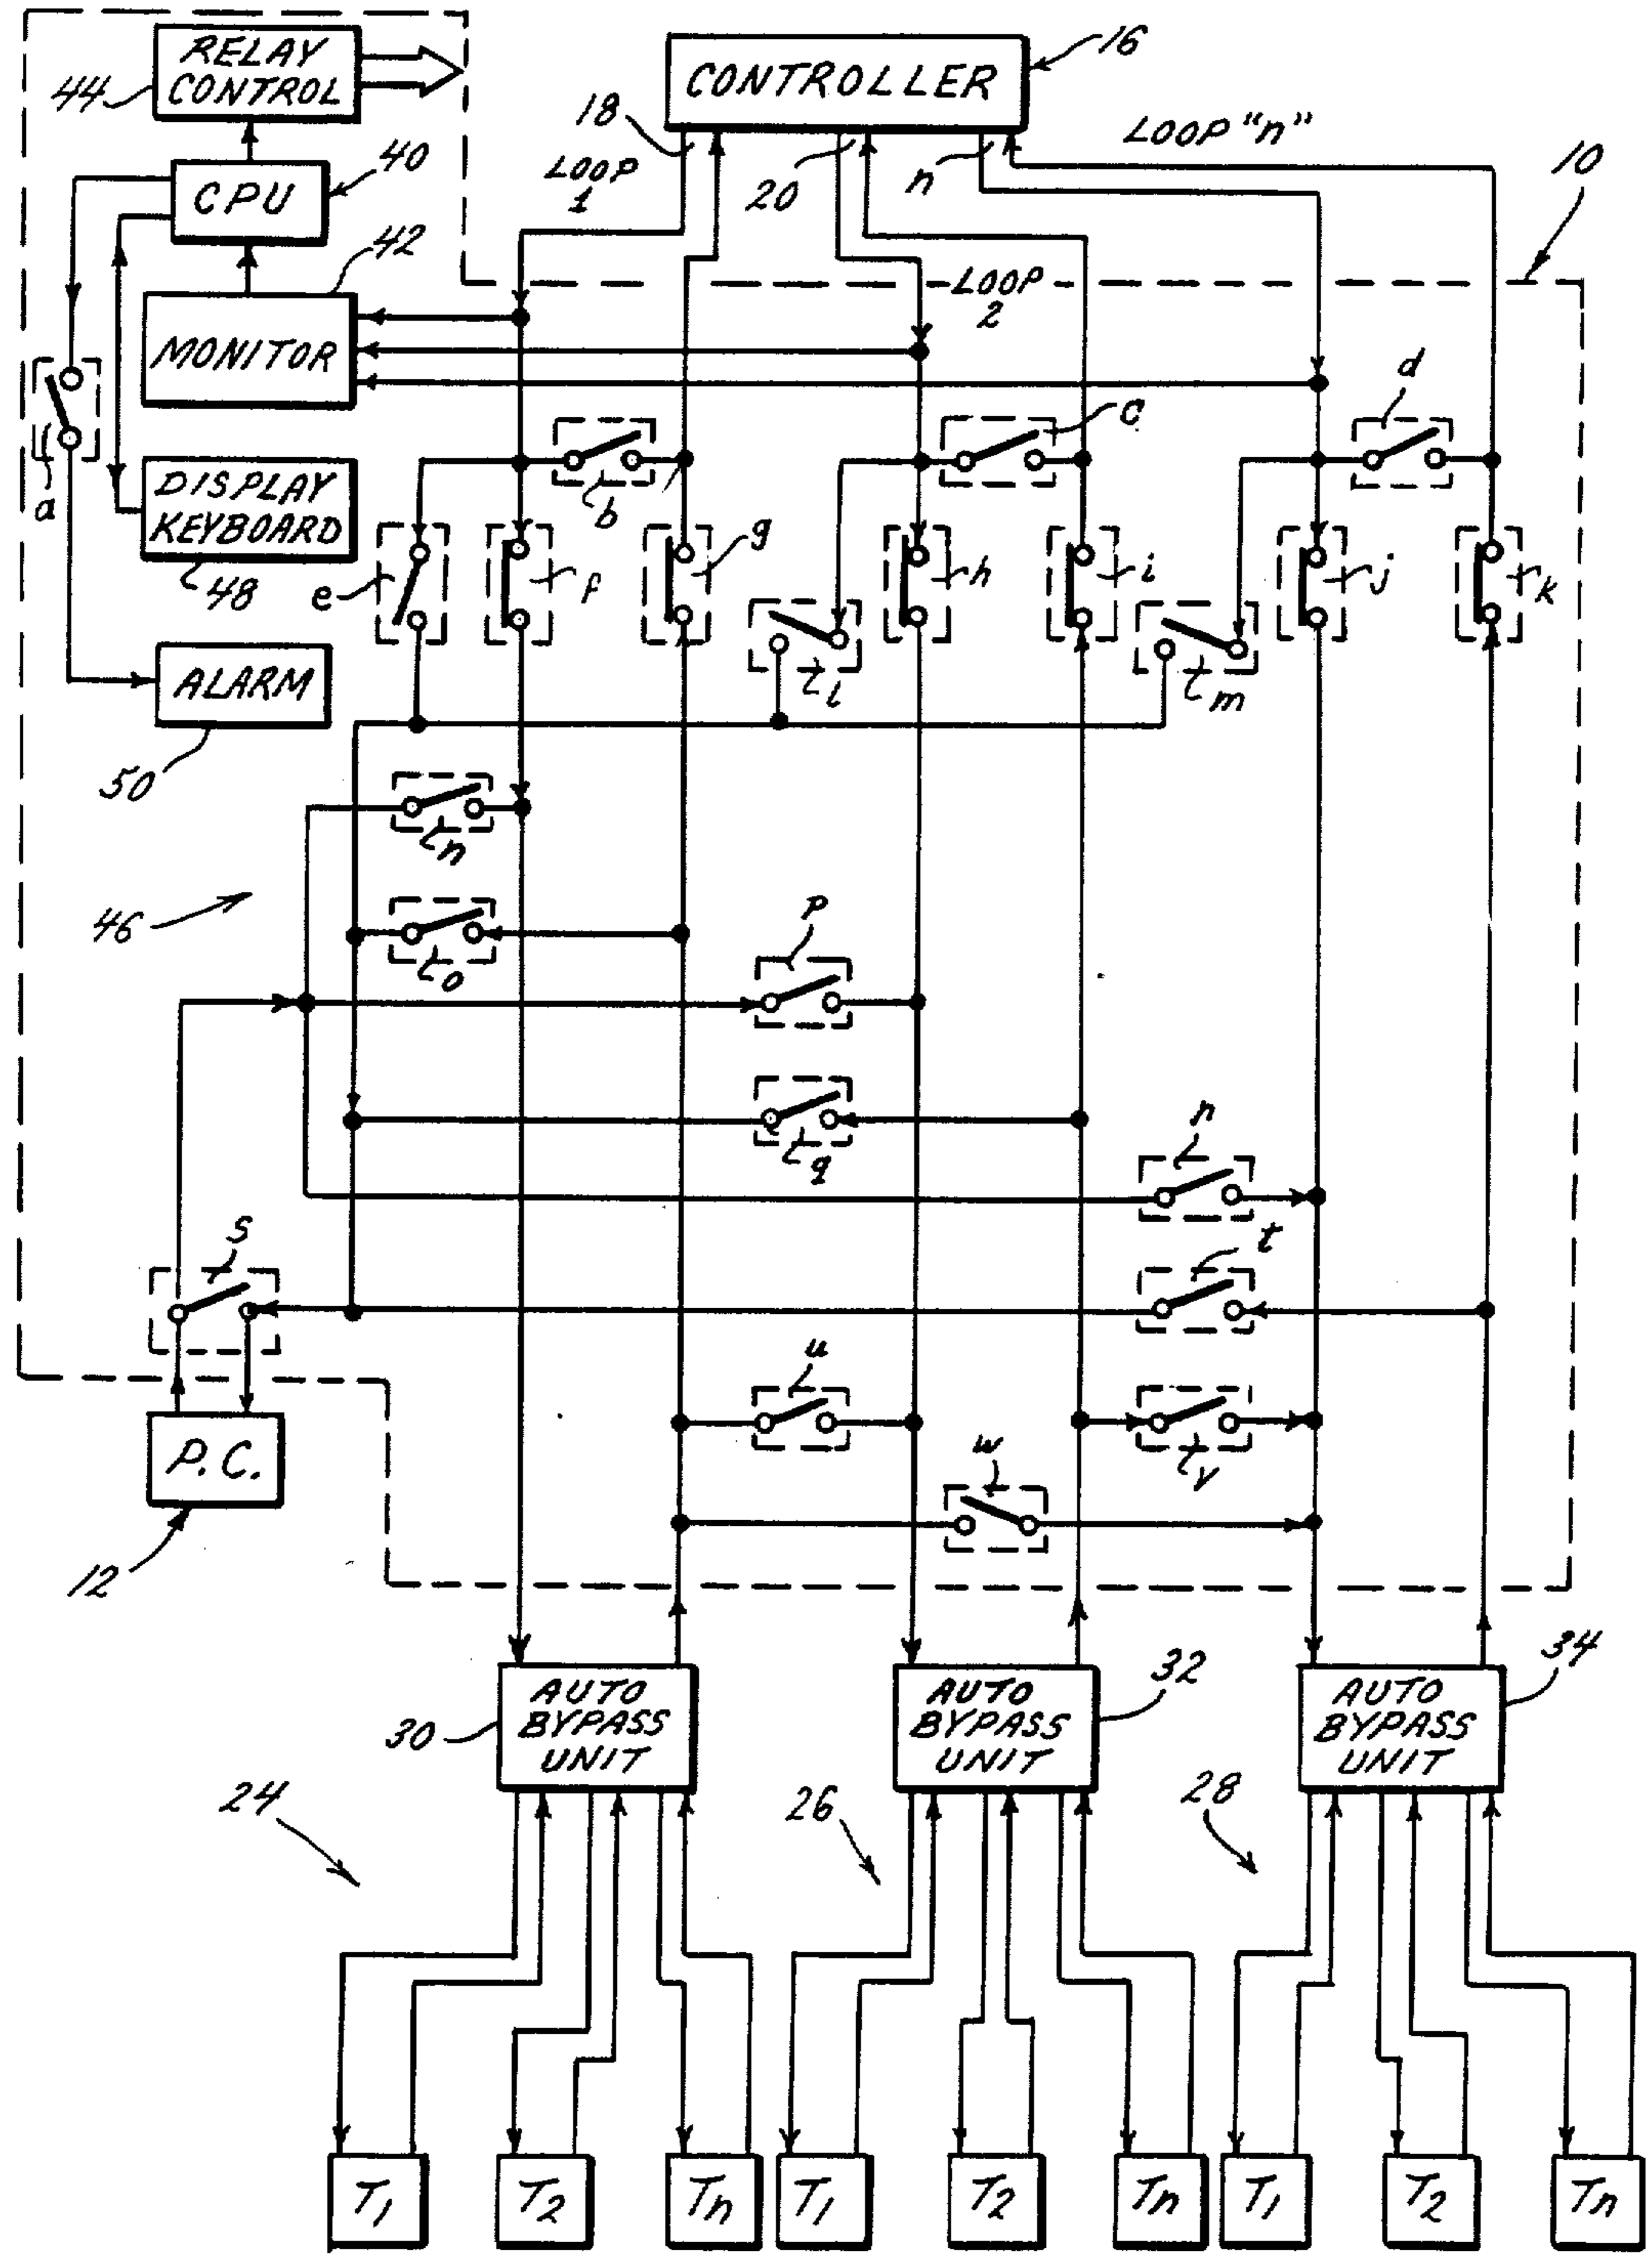 RELAY
CONTROL
44
CONTROLLER
16
18
LOOP
1
20
n
LOOP "n"
10
CPU
40
42
MONITOR
LOOP
2
a
DISPLAY
KEYBOARD
48
b
c
d
e
f
g
h
i
j
k
l
m
ALARM
50
n
46
o
p
q
r
s
t
u
v
w
P.C.
12
AUTO
BYPASS
UNIT
30
AUTO
BYPASS
UNIT
32
AUTO
BYPASS
UNIT
34
24
26
28
T1
T2
Tn
T1
T2
Tn
T1
T2
Tn